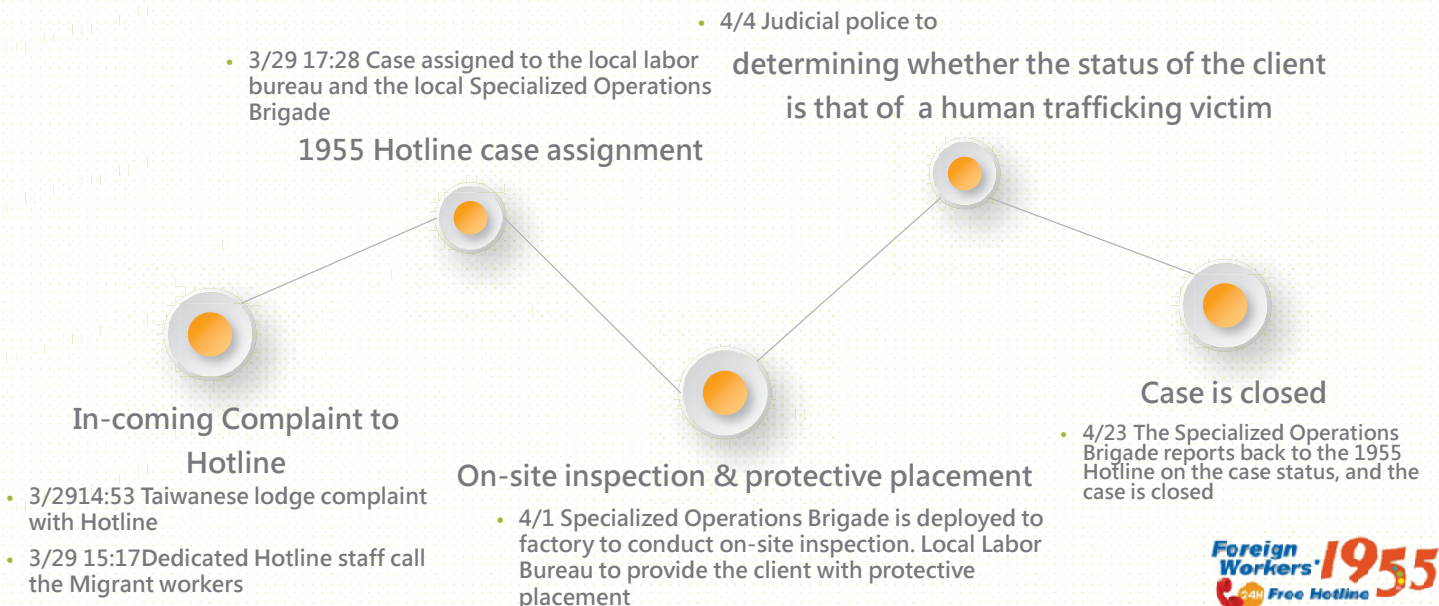 In-coming Complaint to
Hotline
• 3/2914:53 Taiwanese lodge complaint
with Hotline
• 3/29 15:17Dedicated Hotline staff call
the Migrant workers
• 3/29 17:28 Case assigned to the local labor
bureau and the local Specialized Operations
Brigade
1955 Hotline case assignment
On-site inspection & protective placement
• 4/1 Specialized Operations Brigade is deployed to
factory to conduct on-site inspection. Local Labor
Bureau to provide the client with protective
placement
• 4/4 Judicial police to
determining whether the status of the client
is that of a human trafficking victim
Case is closed
• 4/23 The Specialized Operations
Brigade reports back to the 1955
Hotline on the case status, and the
case is closed
Foreign
Workers' 1955
24H Free Hotline